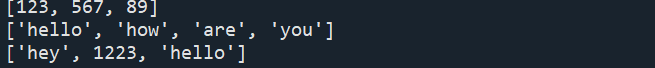 [123, 567, 89]
['hello', 'how', 'are', 'you']
['hey', 1223, 'hello']